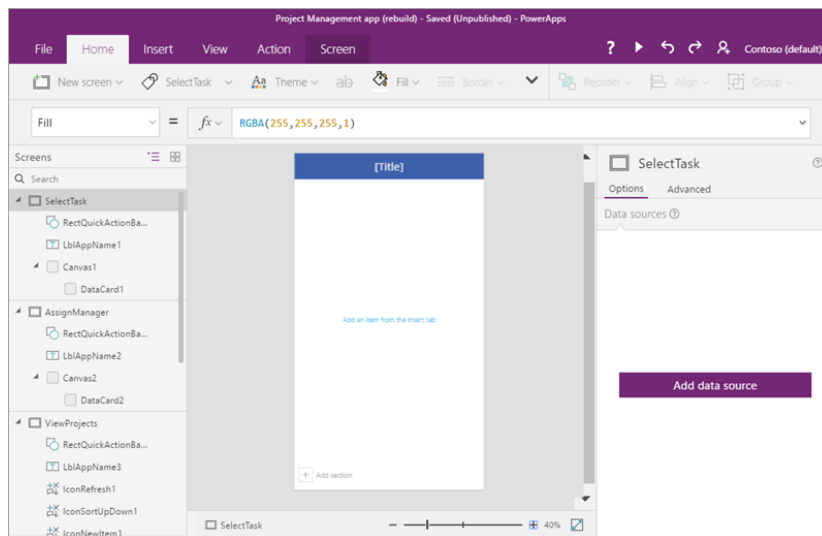 Project Management app (rebuild) - Saved (Unpublished) - PowerApps
File Home Insert View Action Screen ? Contoso (default)
New screen SelectTask Aa Theme ab Fill Border Reorder Align Group
Fill = fx RGBA(255,255,255,1)
Screens
Search
SelectTask
RectQuickActionBa...
LblAppName1
Canvas1
DataCard1
AssignManager
RectQuickActionBa...
LblAppName2
Canvas2
DataCard2
ViewProjects
RectQuickActionBa...
LblAppName3
IconRefresh1
IconSortUpDown1
IconNewItem1
[Title]
Add an item from the Insert tab
Add section
SelectTask 40%
SelectTask
Options Advanced
Data sources
Add data source